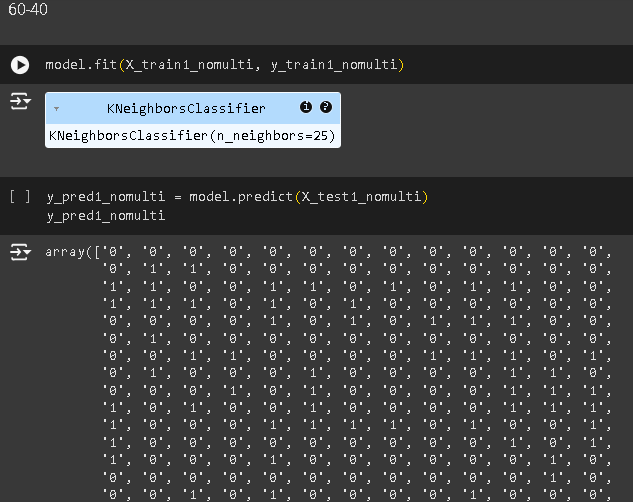 60-40
model.fit(X_train1_nomulti, y_train1_nomulti)
KNeighborsClassifier
KNeighborsClassifier(n_neighbors=25)
[ ] y_pred1_nomulti = model.predict(X_test1_nomulti)
y_pred1_nomulti
array(['0', '0', '0', '0', '0', '0', '0', '0', '0', '0', '0', '0', '0',
'0', '1', '1', '0', '0', '0', '0', '0', '0', '0', '0', '0', '0',
'1', '1', '0', '0', '1', '1', '0', '1', '0', '1', '1', '0', '0',
'1', '1', '1', '0', '1', '0', '1', '0', '0', '0', '0', '0', '0',
'0', '0', '0', '0', '1', '0', '1', '0', '1', '1', '1', '0', '0',
'0', '1', '0', '0', '0', '0', '0', '0', '0', '0', '0', '0', '0',
'0', '0', '1', '1', '0', '0', '0', '0', '1', '1', '1', '0', '1',
'0', '1', '0', '0', '0', '1', '0', '0', '0', '0', '1', '1', '0',
'0', '0', '0', '1', '0', '1', '0', '0', '0', '0', '1', '1', '1',
'1', '0', '1', '0', '0', '1', '0', '0', '0', '0', '1', '1', '1',
'1', '0', '0', '0', '1', '1', '1', '1', '0', '1', '0', '0', '1',
'1', '0', '0', '0', '0', '0', '0', '0', '0', '0', '1', '0', '1',
'1', '0', '0', '0', '1', '0', '0', '0', '0', '0', '0', '1', '0',
'0', '0', '0', '0', '0', '0', '0', '0', '0', '0', '0', '1', '0',
'0', '0', '1', '0', '1', '0', '0', '0', '0', '0', '1', '0', '1',